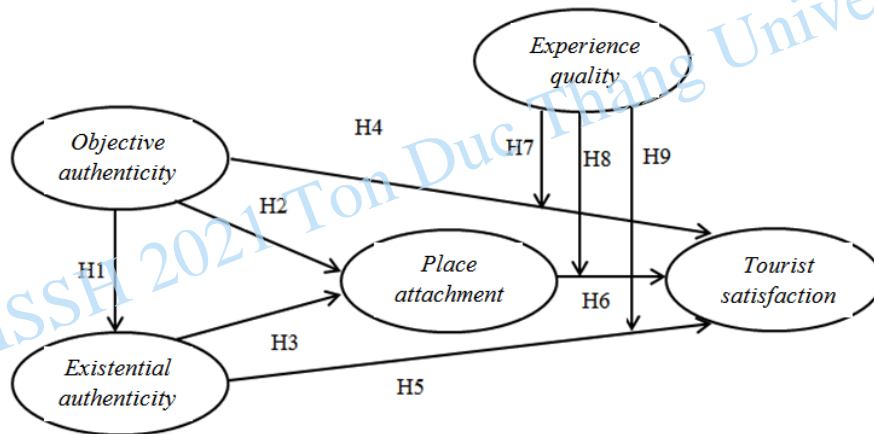 Experience
quality
Objective
authenticity
H4
H7
H8
H9
H2
H1
Place
attachment
Tourist
satisfaction
H6
H3
Existential
authenticity
H5
ISSH 2021 Ton Duc Thang Unive